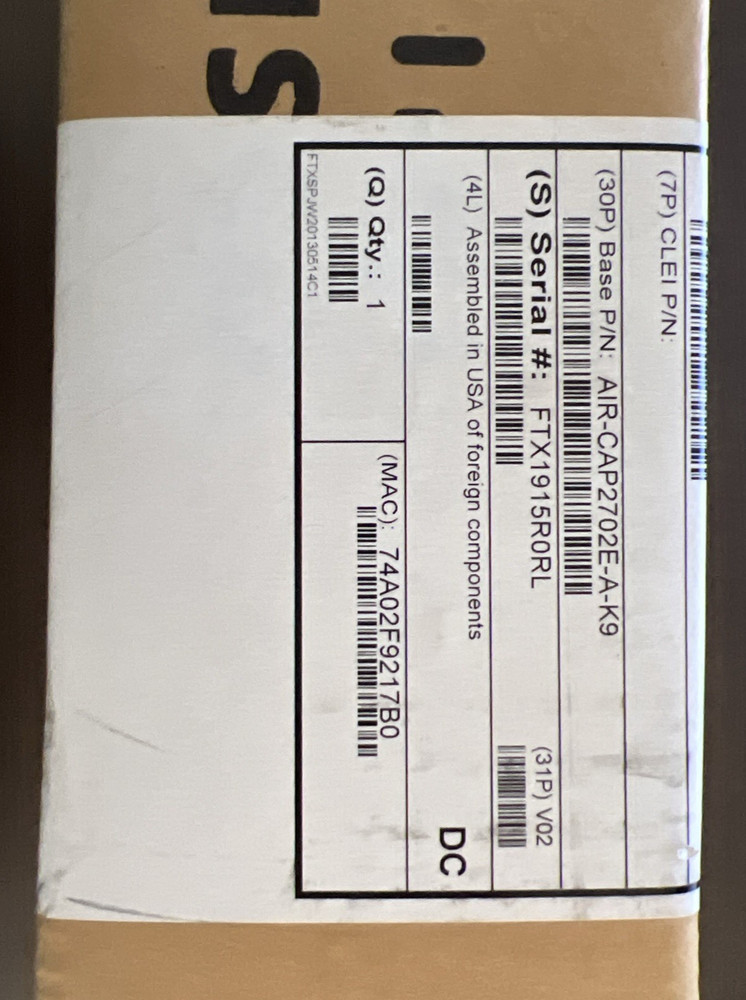 (7P) CLEI P/N:
(30P) Base P/N: AIR-CAP2702E-A-K9
(S) Serial #: FTX1915R0RL
(31P) V02
(4L) Assembled in USA of foreign components
DC
(Q) Qty.: 1
(MAC): 74A02F9217B0
FTXSPJW20130514C1